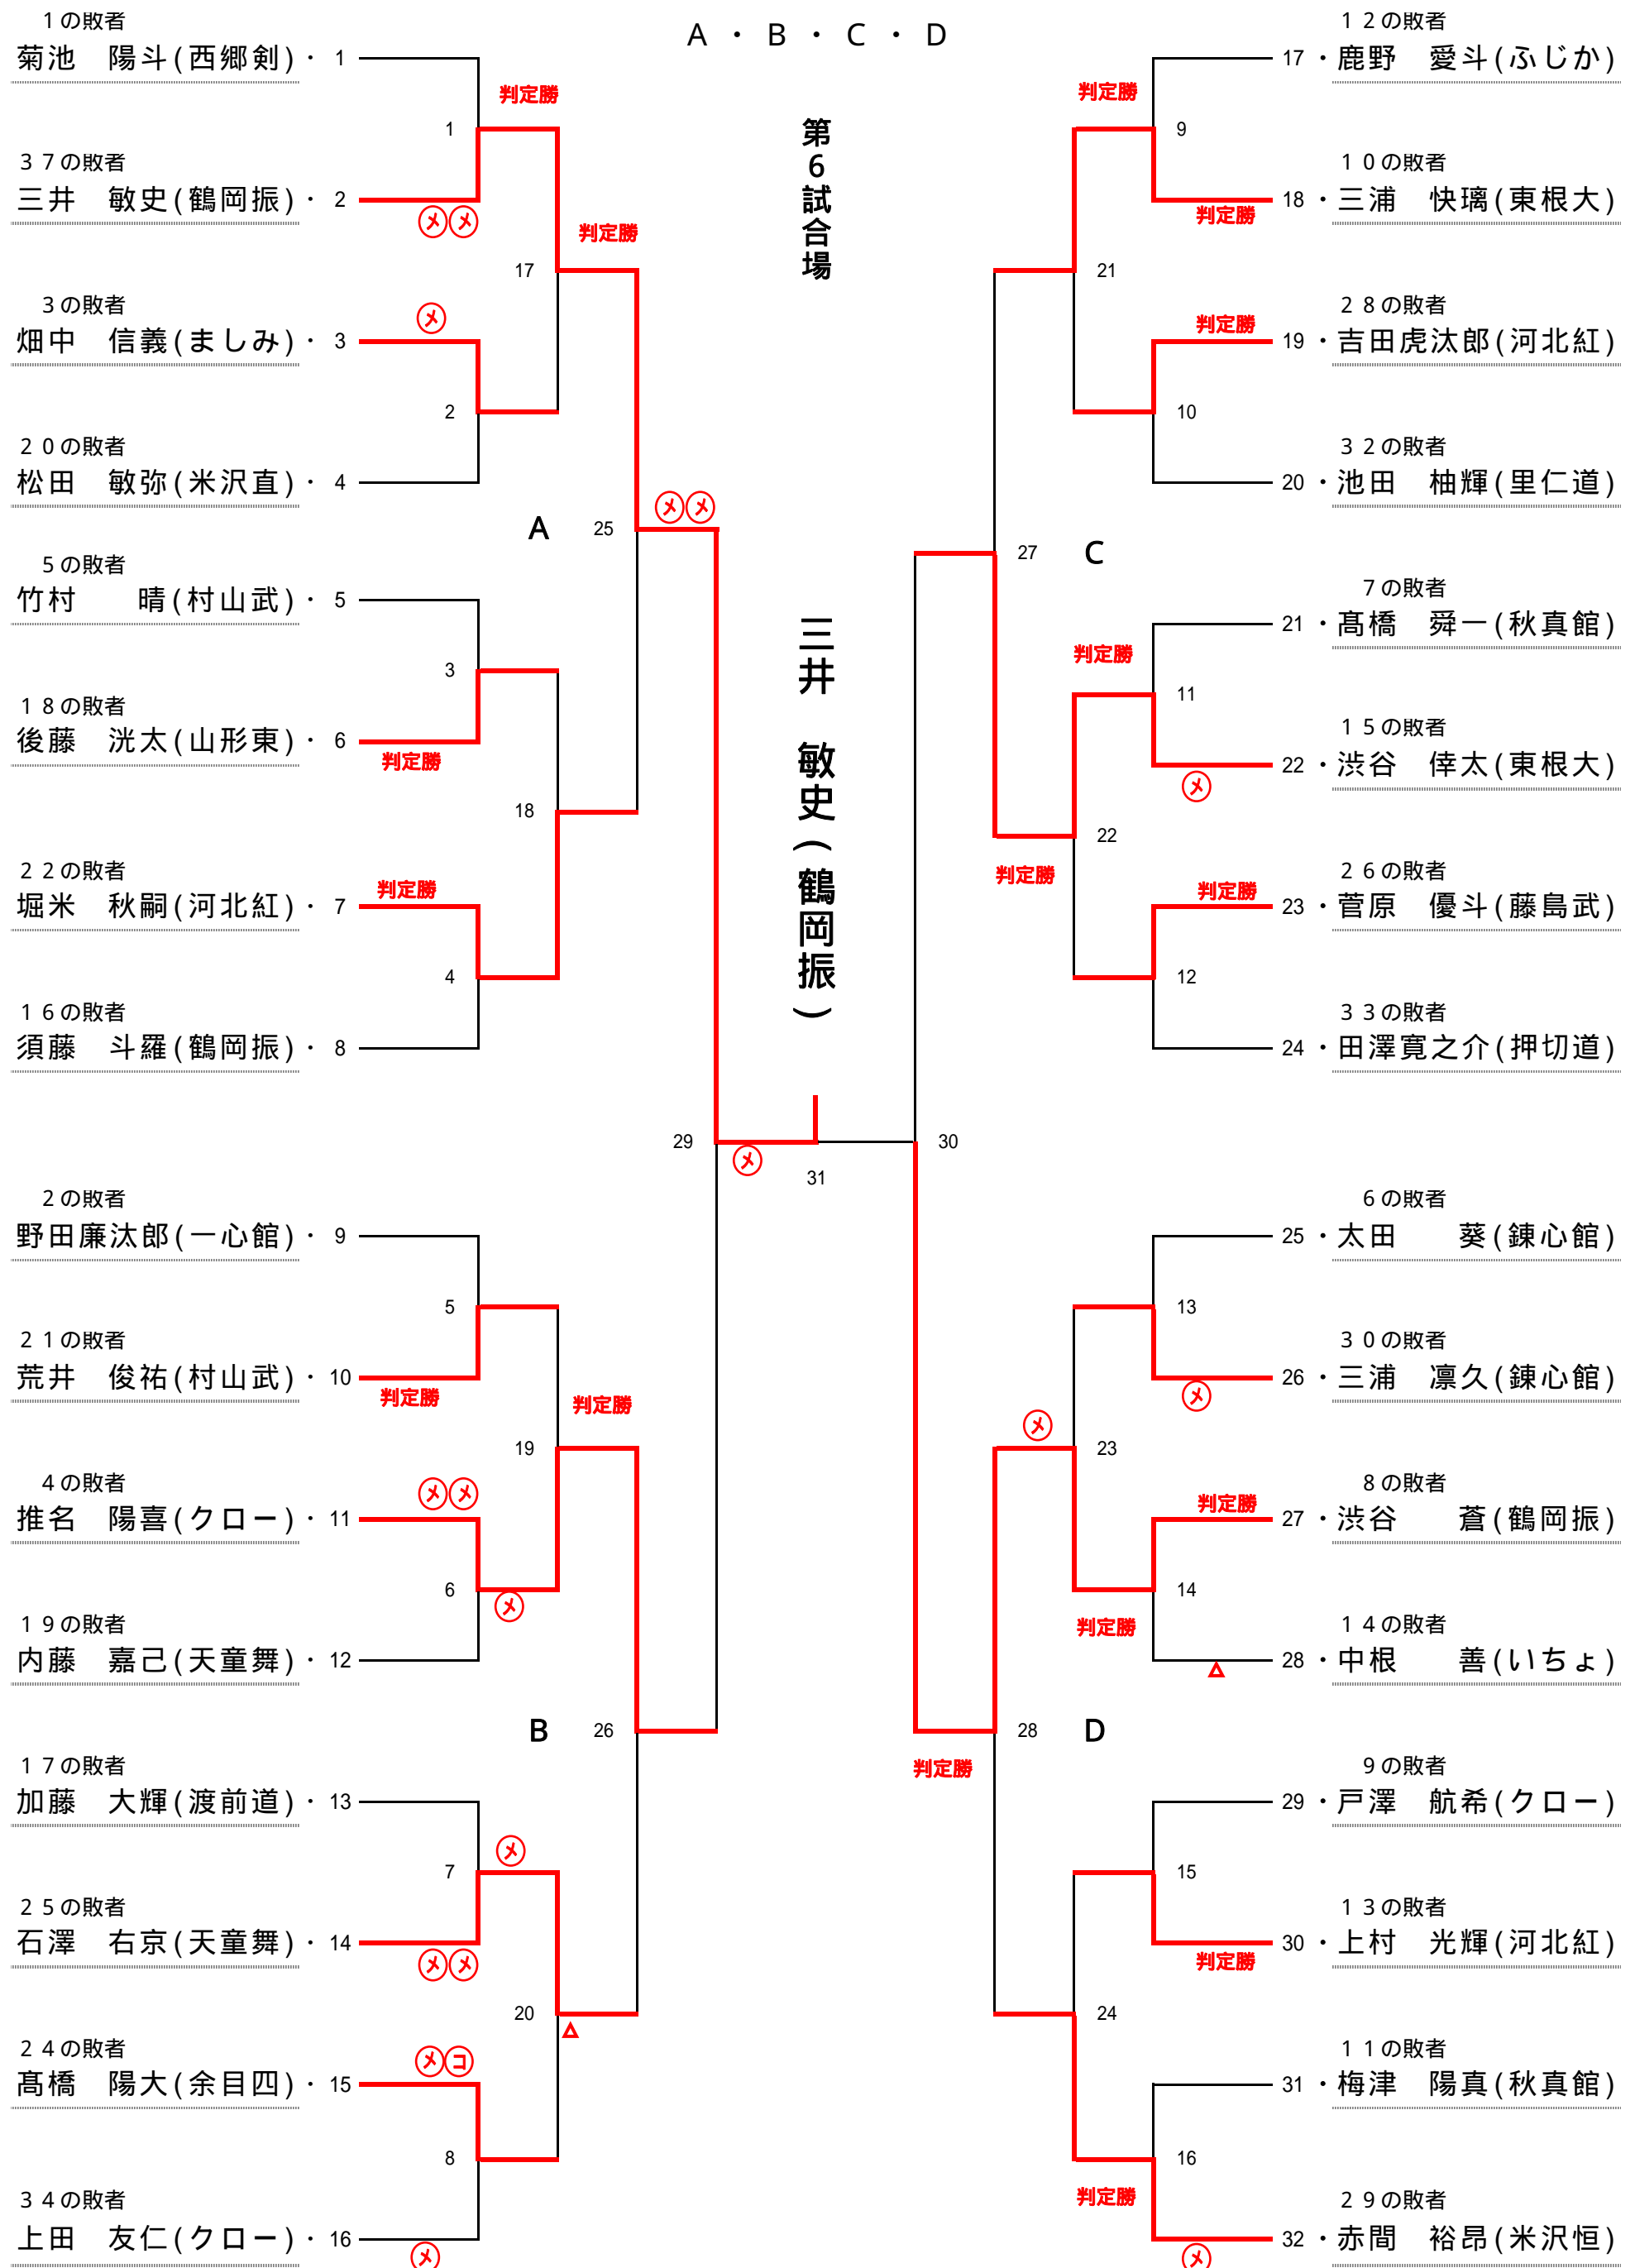 A ・ B ・ C ・ D
第6試合場
三井　敏史(鶴岡振)
1の敗者
菊池　陽斗(西郷剣)・ 1
37の敗者
三井　敏史(鶴岡振)・ 2
3の敗者
畑中　信義(ましみ)・ 3
20の敗者
松田　敏弥(米沢直)・ 4
5の敗者
竹村　　晴(村山武)・ 5
18の敗者
後藤　洸太(山形東)・ 6
22の敗者
堀米　秋嗣(河北紅)・ 7
16の敗者
須藤　斗羅(鶴岡振)・ 8
2の敗者
野田廉汰郎(一心館)・ 9
21の敗者
荒井　俊祐(村山武)・ 10
4の敗者
推名　陽喜(クロー)・ 11
19の敗者
内藤　嘉己(天童舞)・ 12
17の敗者
加藤　大輝(渡前道)・ 13
25の敗者
石澤　右京(天童舞)・ 14
24の敗者
髙橋　陽大(余目四)・ 15
34の敗者
上田　友仁(クロー)・ 16
判定勝
1
メメ
判定勝
17
メ
2
メメ
A
25
3
判定勝
18
判定勝
4
29
メ
31
5
判定勝
判定勝
19
メメ
6
メ
B
26
メ
7
メメ
20
△
メコ
8
メ
12の敗者
17 ・鹿野　愛斗(ふじか)
10の敗者
18 ・三浦　快璃(東根大)
28の敗者
19 ・吉田虎汰郎(河北紅)
32の敗者
20 ・池田　柚輝(里仁道)
7の敗者
21 ・髙橋　舜一(秋真館)
15の敗者
22 ・渋谷　倖太(東根大)
26の敗者
23 ・菅原　優斗(藤島武)
33の敗者
24 ・田澤寛之介(押切道)
6の敗者
25 ・太田　　葵(錬心館)
30の敗者
26 ・三浦　凛久(錬心館)
8の敗者
27 ・渋谷　　蒼(鶴岡振)
14の敗者
28 ・中根　　善(いちょ)
9の敗者
29 ・戸澤　航希(クロー)
13の敗者
30 ・上村　光輝(河北紅)
11の敗者
31 ・梅津　陽真(秋真館)
29の敗者
32 ・赤間　裕昂(米沢恒)
判定勝
9
判定勝
21
判定勝
10
27
C
判定勝
11
メ
22
判定勝
判定勝
12
30
13
メ
メ
23
判定勝
14
判定勝
△
28
D
判定勝
15
判定勝
24
16
判定勝
メ